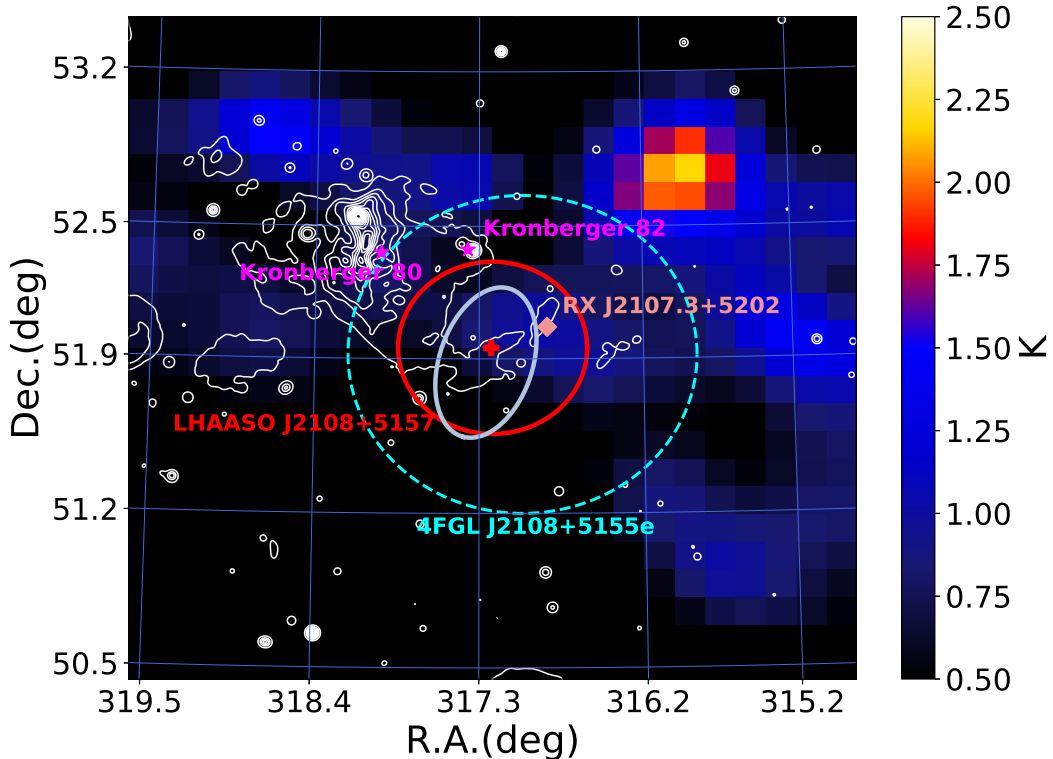 53.2
52.5
51.9
51.2
50.5
Dec.(deg)
Kronberger 82
Kronberger 80
RX J2107.3+5202
LHAASO J2108+5157
4FGL J2108+5155e
319.5
318.4
317.3
316.2
315.2
R.A.(deg)
2.50
2.25
2.00
1.75
1.50
1.25
1.00
0.75
0.50
K